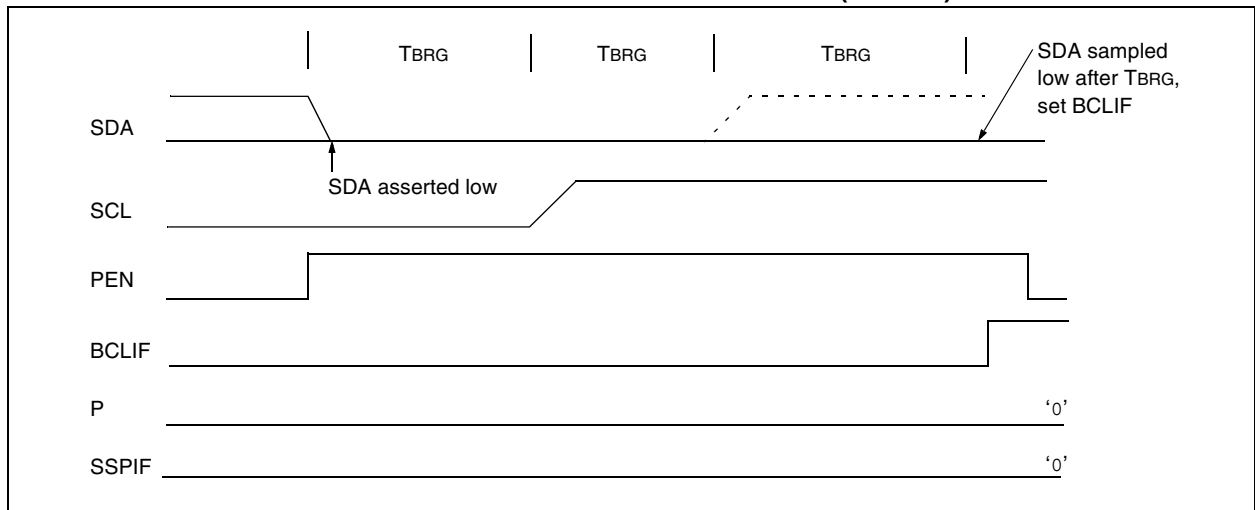 TBRG TBRG TBRG
SDA sampled
low after TBRG,
set BCLIF
SDA
SDA asserted low
SCL
PEN
BCLIF
P
‘0’
SSPIF
‘0’